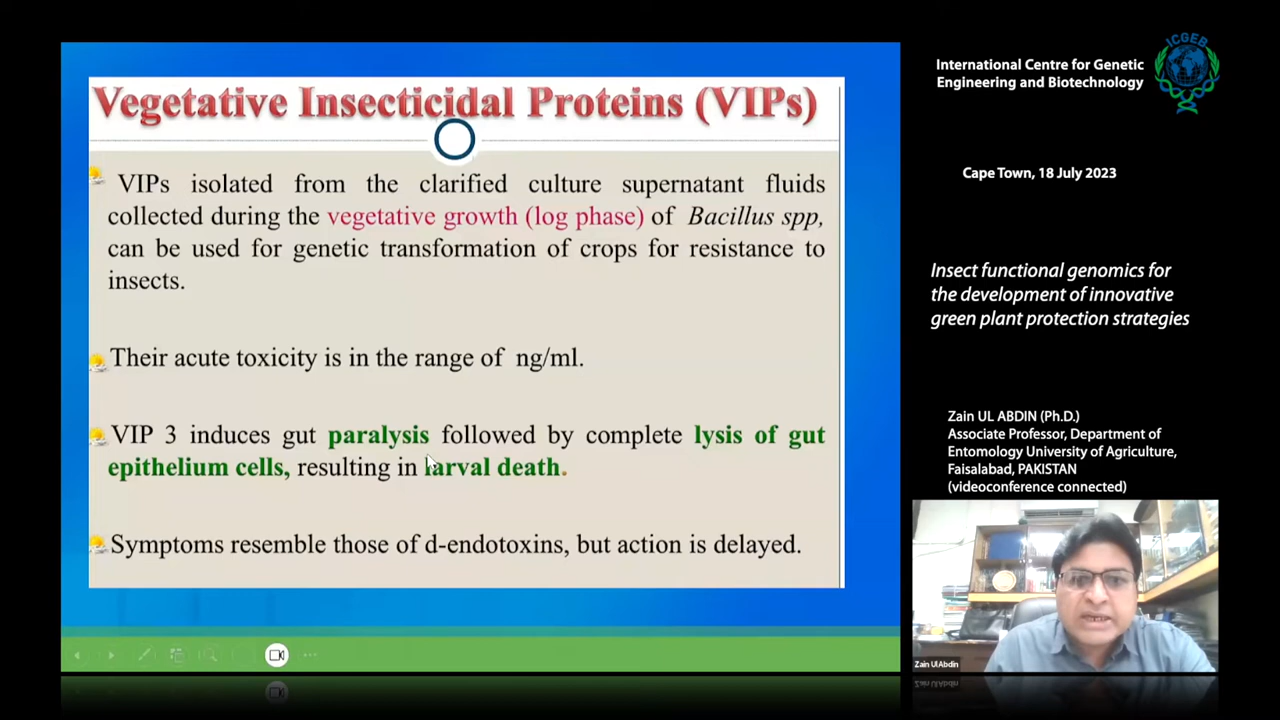 Vegetative Insecticidal Proteins (VIPs)
VIPs isolated from the clarified culture supernatant fluids
collected during the vegetative growth (log phase) of Bacillus spp,
can be used for genetic transformation of crops for resistance to
insects.
Their acute toxicity is in the range of ng/ml.
VIP 3 induces gut paralysis followed by complete lysis of gut
epithelium cells, resulting in larval death.
Symptoms resemble those of d-endotoxins, but action is delayed.
International Centre for Genetic
Engineering and Biotechnology
ICGEB
Cape Town, 18 July 2023
Insect functional genomics for
the development of innovative
green plant protection strategies
Zain UL ABDIN (Ph.D.)
Associate Professor, Department of
Entomology University of Agriculture,
Faisalabad, PAKISTAN
(videoconference connected)
Zain UlAbdin